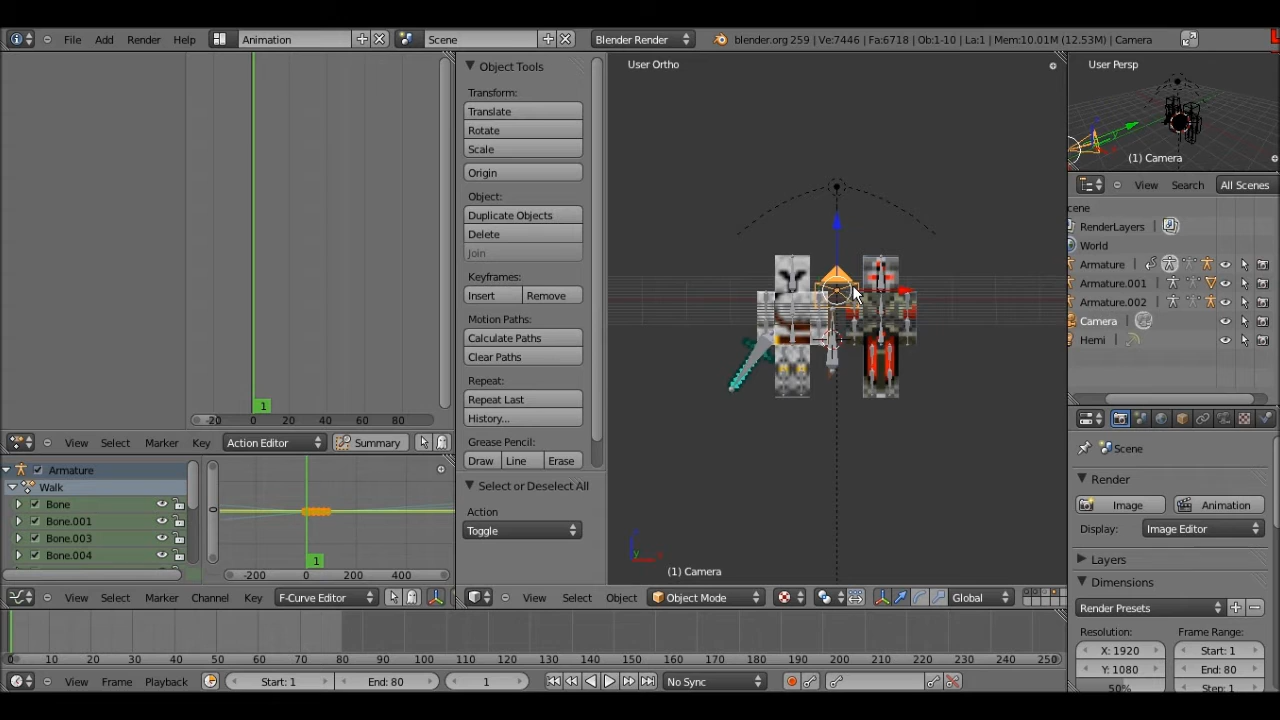 File Add Render Help Animation Scene Blender Render blender.org 259 | Ve:7446 | Fa:6718 | Ob:1-10 | La:1 | Mem:10.01M (12.53M) | Camera
Object Tools
Transform:
Translate
Rotate
Scale
Origin
Object:
Duplicate Objects
Delete
Join
Keyframes:
Insert Remove
Motion Paths:
Calculate Paths
Clear Paths
Repeat:
Repeat Last
History...
Grease Pencil:
Draw Line Erase
Select or Deselect All
Action
Toggle
User Ortho
(1) Camera
User Persp
(1) Camera
View Search All Scenes
cene
RenderLayers
World
Armature
Armature.001
Armature.002
Camera
Hemi
Scene
Render
Image Animation
Display: Image Editor
Layers
Dimensions
Render Presets
Resolution: Frame Range:
X: 1920 Start: 1
Y: 1080 End: 80
50% Step: 1
1
-20 0 20 40 60 80
View Select Marker Key Action Editor Summary
Armature
Walk
Bone
Bone.001
Bone.003
Bone.004
0
1
-200 0 200 400
View Select Marker Channel Key F-Curve Editor
View Select Object Object Mode Global
0 10 20 30 40 50 60 70 80 90 100 110 120 130 140 150 160 170 180 190 200 210 220 230 240 250
View Frame Playback Start: 1 End: 80 1 No Sync